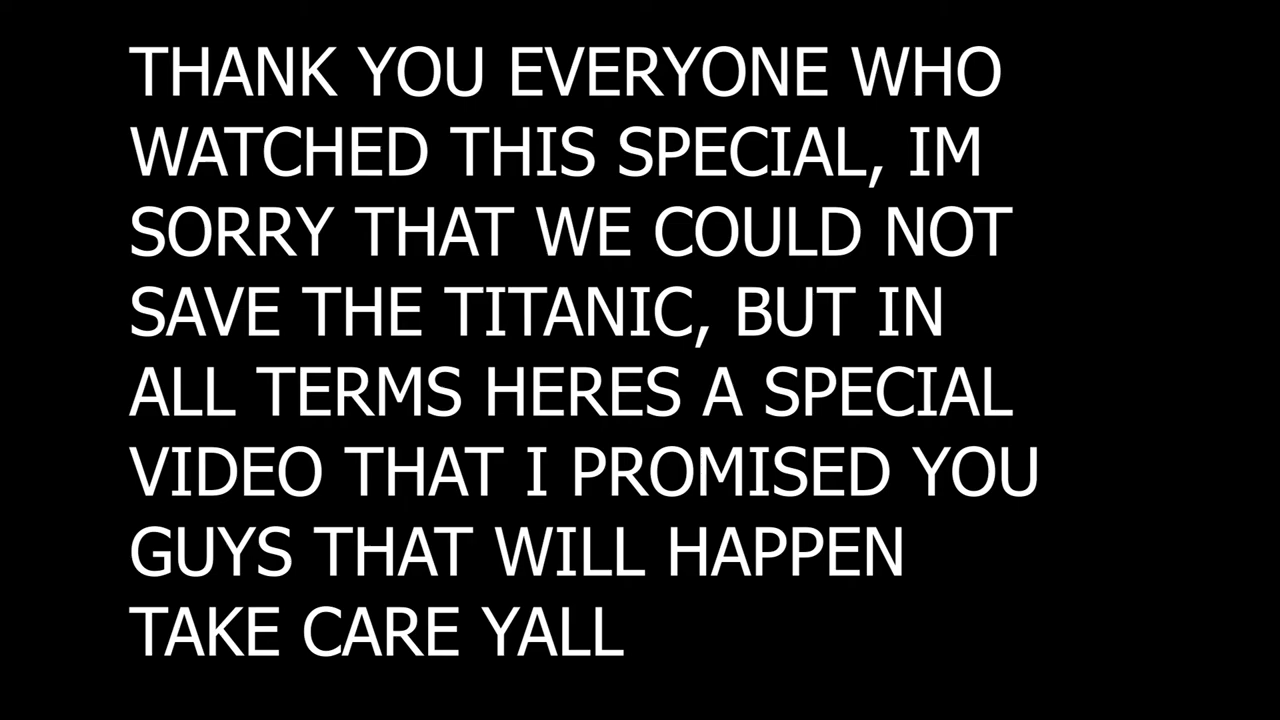 THANK YOU EVERYONE WHO
WATCHED THIS SPECIAL, IM
SORRY THAT WE COULD NOT
SAVE THE TITANIC, BUT IN
ALL TERMS HERES A SPECIAL
VIDEO THAT I PROMISED YOU
GUYS THAT WILL HAPPEN
TAKE CARE YALL